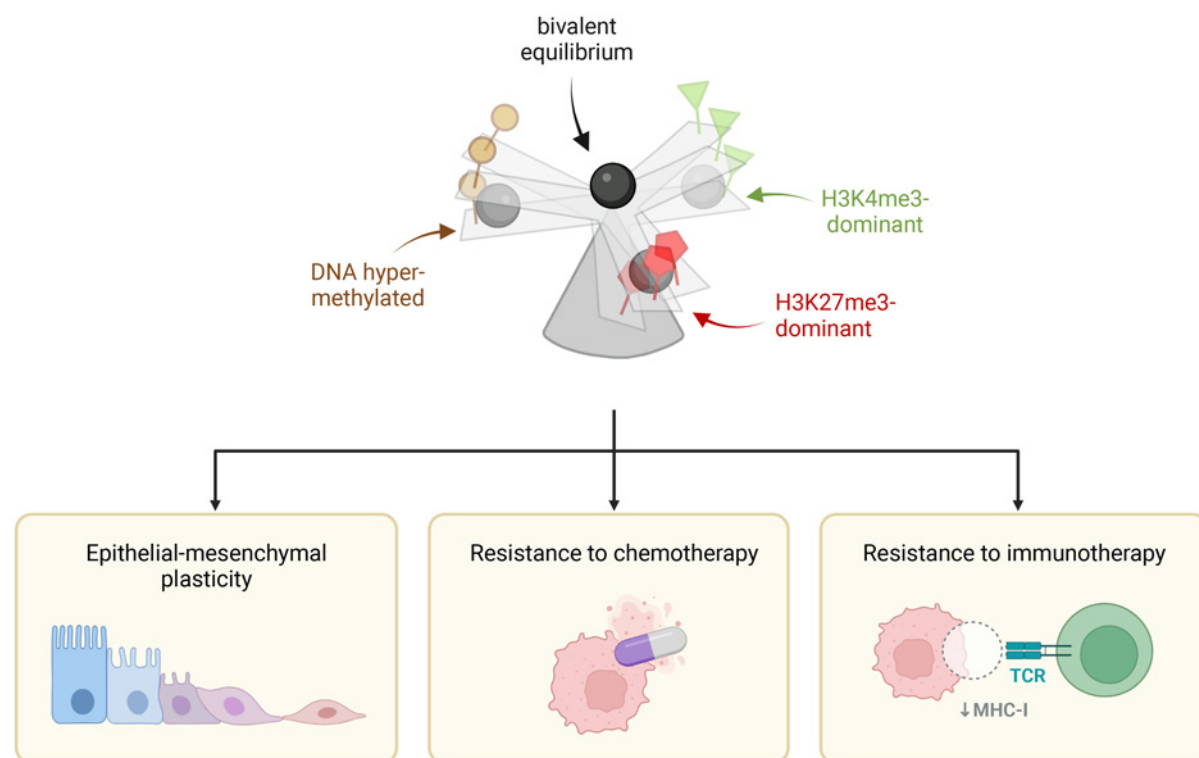 bivalent
equilibrium
H3K4me3-
dominant
DNA hyper-
methylated
H3K27me3-
dominant
Epithelial-mesenchymal
plasticity
Resistance to chemotherapy
Resistance to immunotherapy
TCR
↓MHC-I